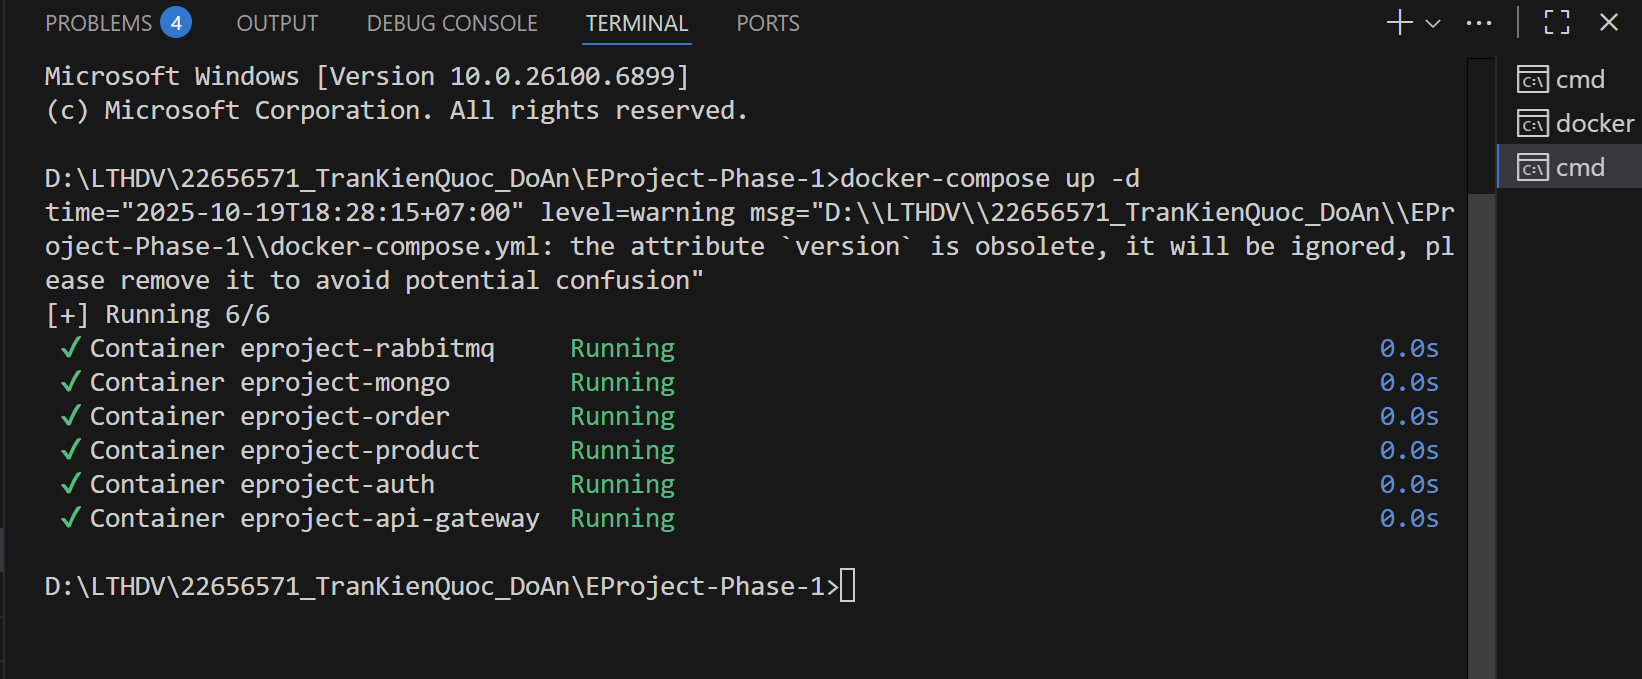 PROBLEMS 4 OUTPUT DEBUG CONSOLE TERMINAL PORTS
Microsoft Windows [Version 10.0.26100.6899]
(c) Microsoft Corporation. All rights reserved.
D:\LTHDV\22656571_TranKienQuoc_DoAn\EProject-Phase-1>docker-compose up -d
time="2025-10-19T18:28:15+07:00" level=warning msg="D:\\LTHDV\\22656571_TranKienQuoc_DoAn\\EPr
oject-Phase-1\\docker-compose.yml: the attribute `version` is obsolete, it will be ignored, pl
ease remove it to avoid potential confusion"
[+] Running 6/6
✔ Container eproject-rabbitmq Running 0.0s
✔ Container eproject-mongo Running 0.0s
✔ Container eproject-order Running 0.0s
✔ Container eproject-product Running 0.0s
✔ Container eproject-auth Running 0.0s
✔ Container eproject-api-gateway Running 0.0s
D:\LTHDV\22656571_TranKienQuoc_DoAn\EProject-Phase-1>
cmd
docker
cmd